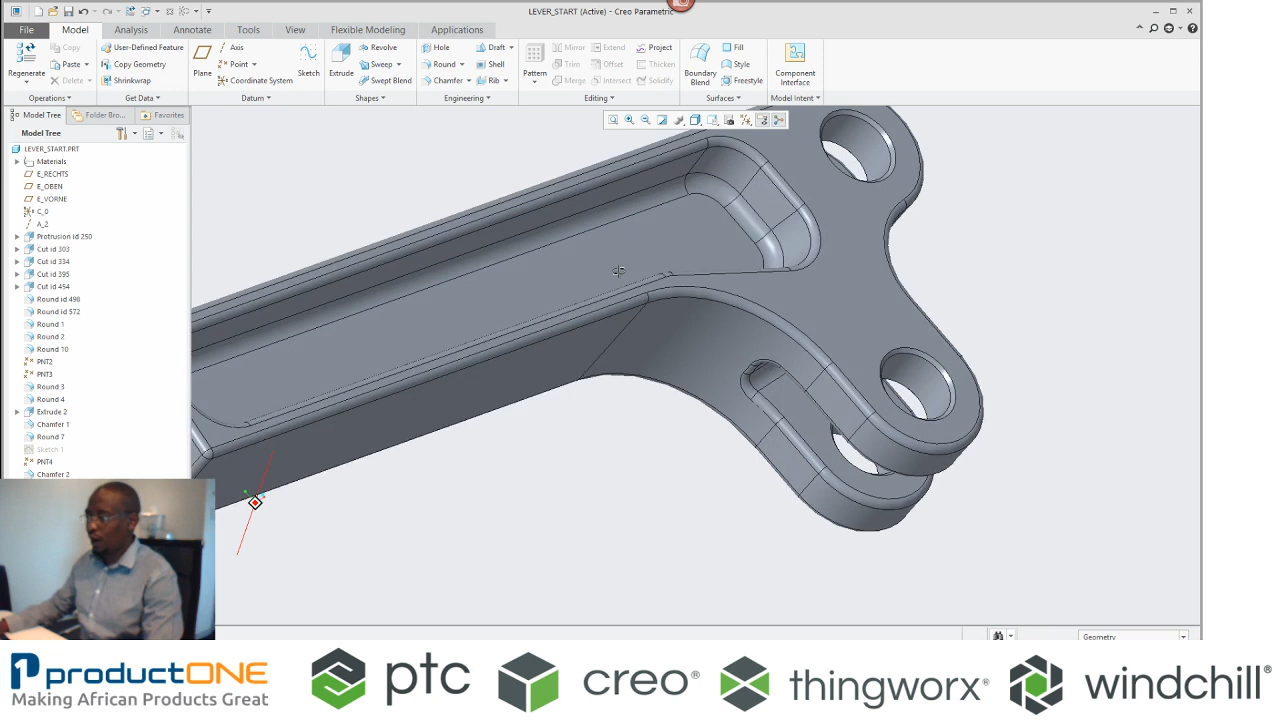 LEVER_START (Active) - Creo Parametric
File Model Analysis Annotate Tools View Flexible Modeling Applications
Regenerate
Copy
Paste
Delete
Operations
User-Defined Feature
Copy Geometry
Shrinkwrap
Get Data
Plane
Axis
Point
Coordinate System
Sketch
Datum
Extrude
Revolve
Sweep
Swept Blend
Shapes
Hole
Round
Chamfer
Draft
Shell
Rib
Engineering
Pattern
Mirror
Trim
Merge
Extend
Offset
Intersect
Project
Thicken
Solidify
Editing
Boundary
Blend
Fill
Style
Freestyle
Surfaces
Component
Interface
Model Intent
Model Tree Folder Bro... Favorites
Model Tree
LEVER_START.PRT
Materials
E_RECHTS
E_OBEN
E_VORNE
C_0
A_2
Protrusion id 250
Cut id 303
Cut id 334
Cut id 395
Cut id 454
Round id 498
Round id 572
Round 1
Round 2
Round 10
PNT2
PNT3
Round 3
Round 4
Extrude 2
Chamfer 1
Round 7
Sketch 1
PNT4
Chamfer 2
Geometry
productONE
Making African Products Great
ptc
creo®
thingworx®
windchill®